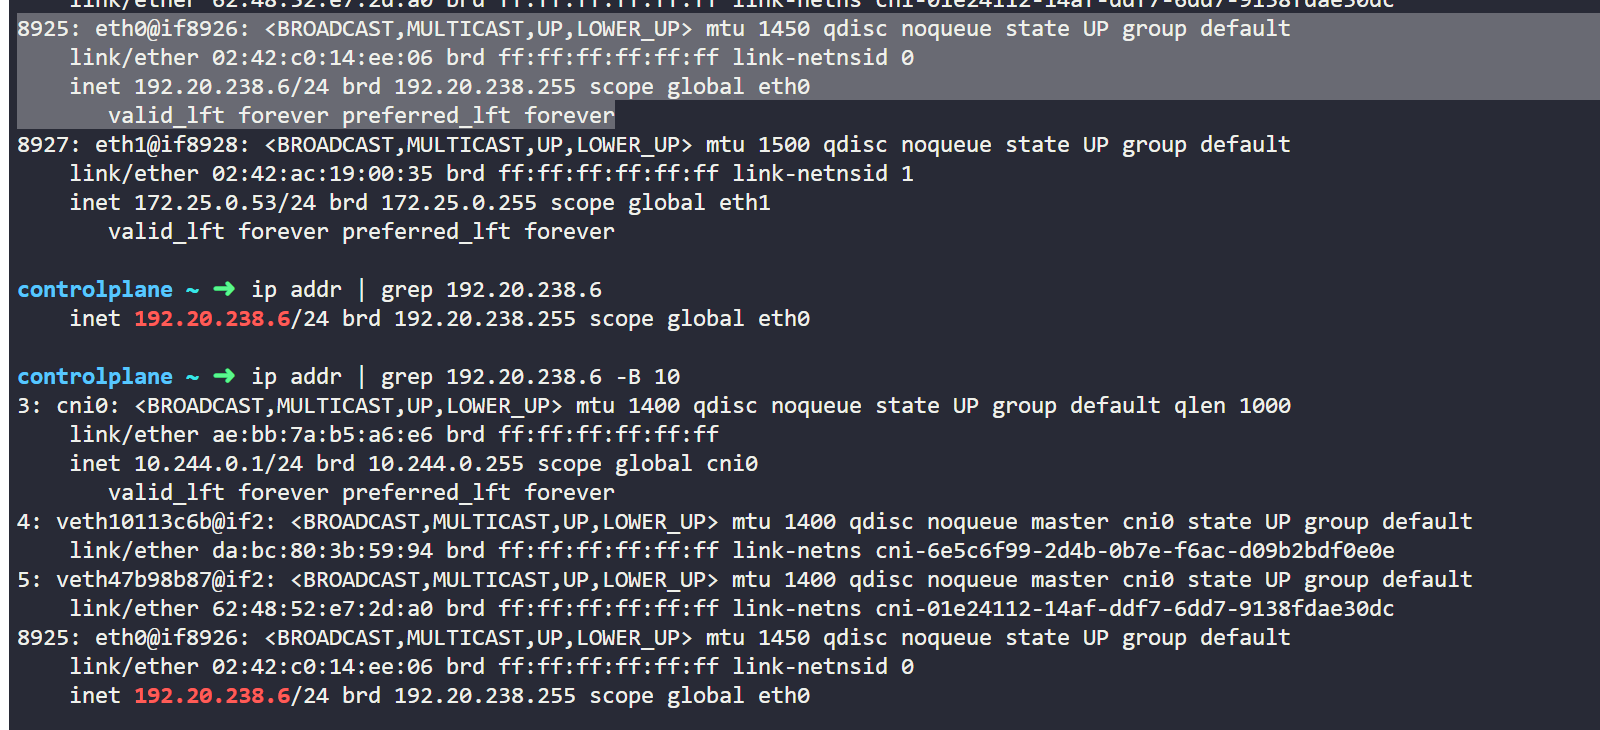 link/ether 62:48:52:e7:2d:a0 brd ff:ff:ff:ff:ff:ff link-netns cni-01e24112-14af-ddf7-6dd7-9138fdae30dc
8925: eth0@if8926: <BROADCAST,MULTICAST,UP,LOWER_UP> mtu 1450 qdisc noqueue state UP group default
link/ether 02:42:c0:14:ee:06 brd ff:ff:ff:ff:ff:ff link-netnsid 0
inet 192.20.238.6/24 brd 192.20.238.255 scope global eth0
valid_lft forever preferred_lft forever
8927: eth1@if8928: <BROADCAST,MULTICAST,UP,LOWER_UP> mtu 1500 qdisc noqueue state UP group default
link/ether 02:42:ac:19:00:35 brd ff:ff:ff:ff:ff:ff link-netnsid 1
inet 172.25.0.53/24 brd 172.25.0.255 scope global eth1
valid_lft forever preferred_lft forever
controlplane ~ ➜ ip addr | grep 192.20.238.6
inet 192.20.238.6/24 brd 192.20.238.255 scope global eth0
controlplane ~ ➜ ip addr | grep 192.20.238.6 -B 10
3: cni0: <BROADCAST,MULTICAST,UP,LOWER_UP> mtu 1400 qdisc noqueue state UP group default qlen 1000
link/ether ae:bb:7a:b5:a6:e6 brd ff:ff:ff:ff:ff:ff
inet 10.244.0.1/24 brd 10.244.0.255 scope global cni0
valid_lft forever preferred_lft forever
4: veth10113c6b@if2: <BROADCAST,MULTICAST,UP,LOWER_UP> mtu 1400 qdisc noqueue master cni0 state UP group default
link/ether da:bc:80:3b:59:94 brd ff:ff:ff:ff:ff:ff link-netns cni-6e5c6f99-2d4b-0b7e-f6ac-d09b2bdf0e0e
5: veth47b98b87@if2: <BROADCAST,MULTICAST,UP,LOWER_UP> mtu 1400 qdisc noqueue master cni0 state UP group default
link/ether 62:48:52:e7:2d:a0 brd ff:ff:ff:ff:ff:ff link-netns cni-01e24112-14af-ddf7-6dd7-9138fdae30dc
8925: eth0@if8926: <BROADCAST,MULTICAST,UP,LOWER_UP> mtu 1450 qdisc noqueue state UP group default
link/ether 02:42:c0:14:ee:06 brd ff:ff:ff:ff:ff:ff link-netnsid 0
inet 192.20.238.6/24 brd 192.20.238.255 scope global eth0